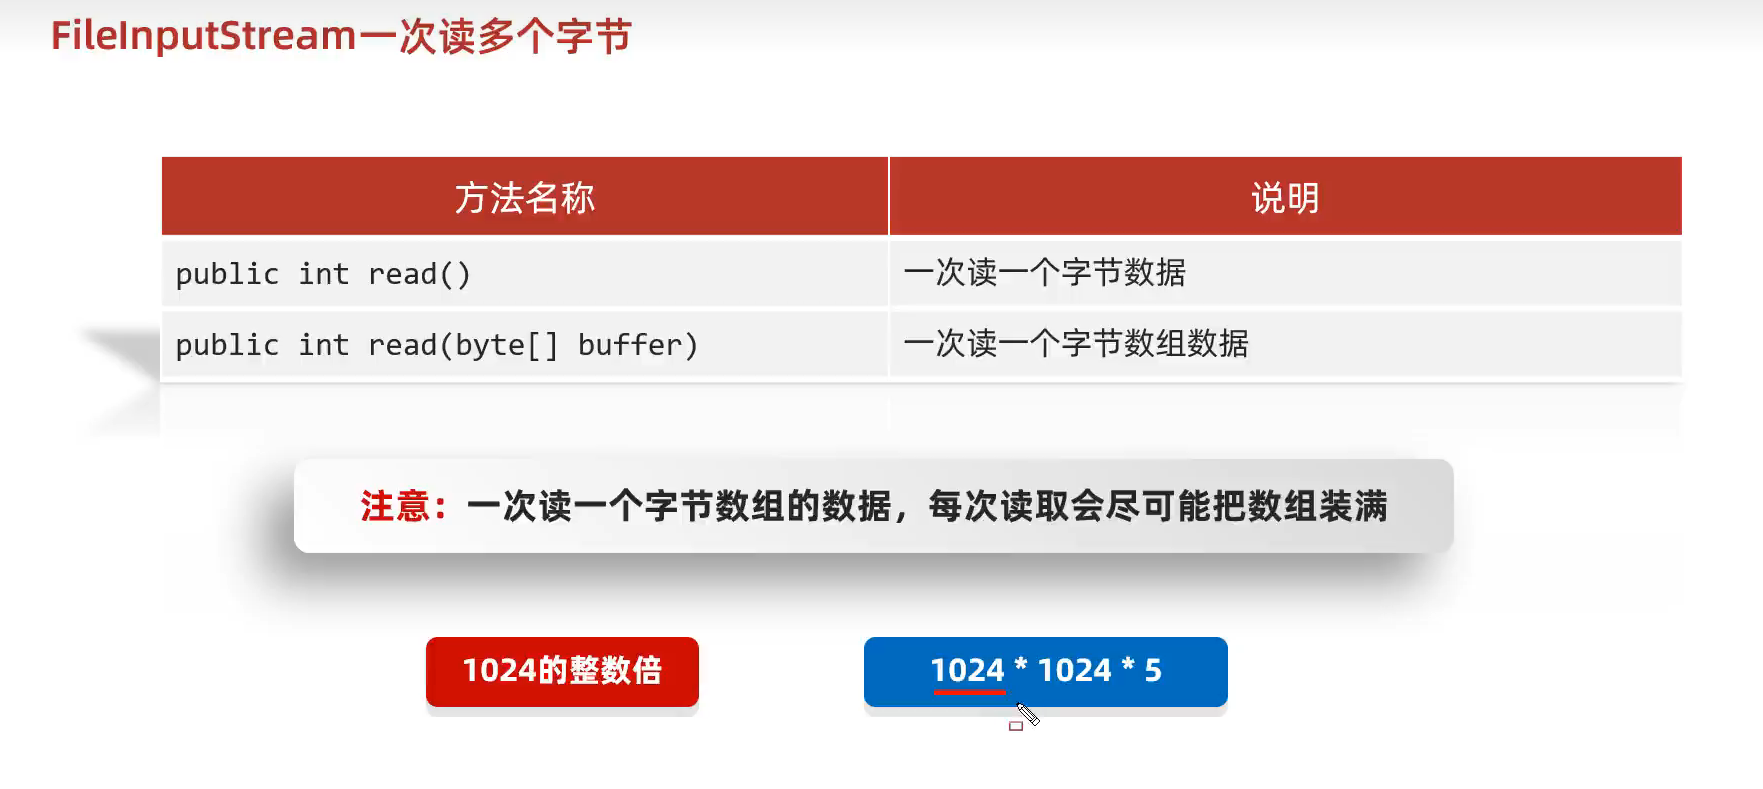 FileInputStream一次读多个字节
方法名称
说明
public int read()
一次读一个字节数据
public int read(byte[] buffer)
一次读一个字节数组数据
注意：一次读一个字节数组的数据，每次读取会尽可能把数组装满
1024的整数倍
1024 * 1024 * 5